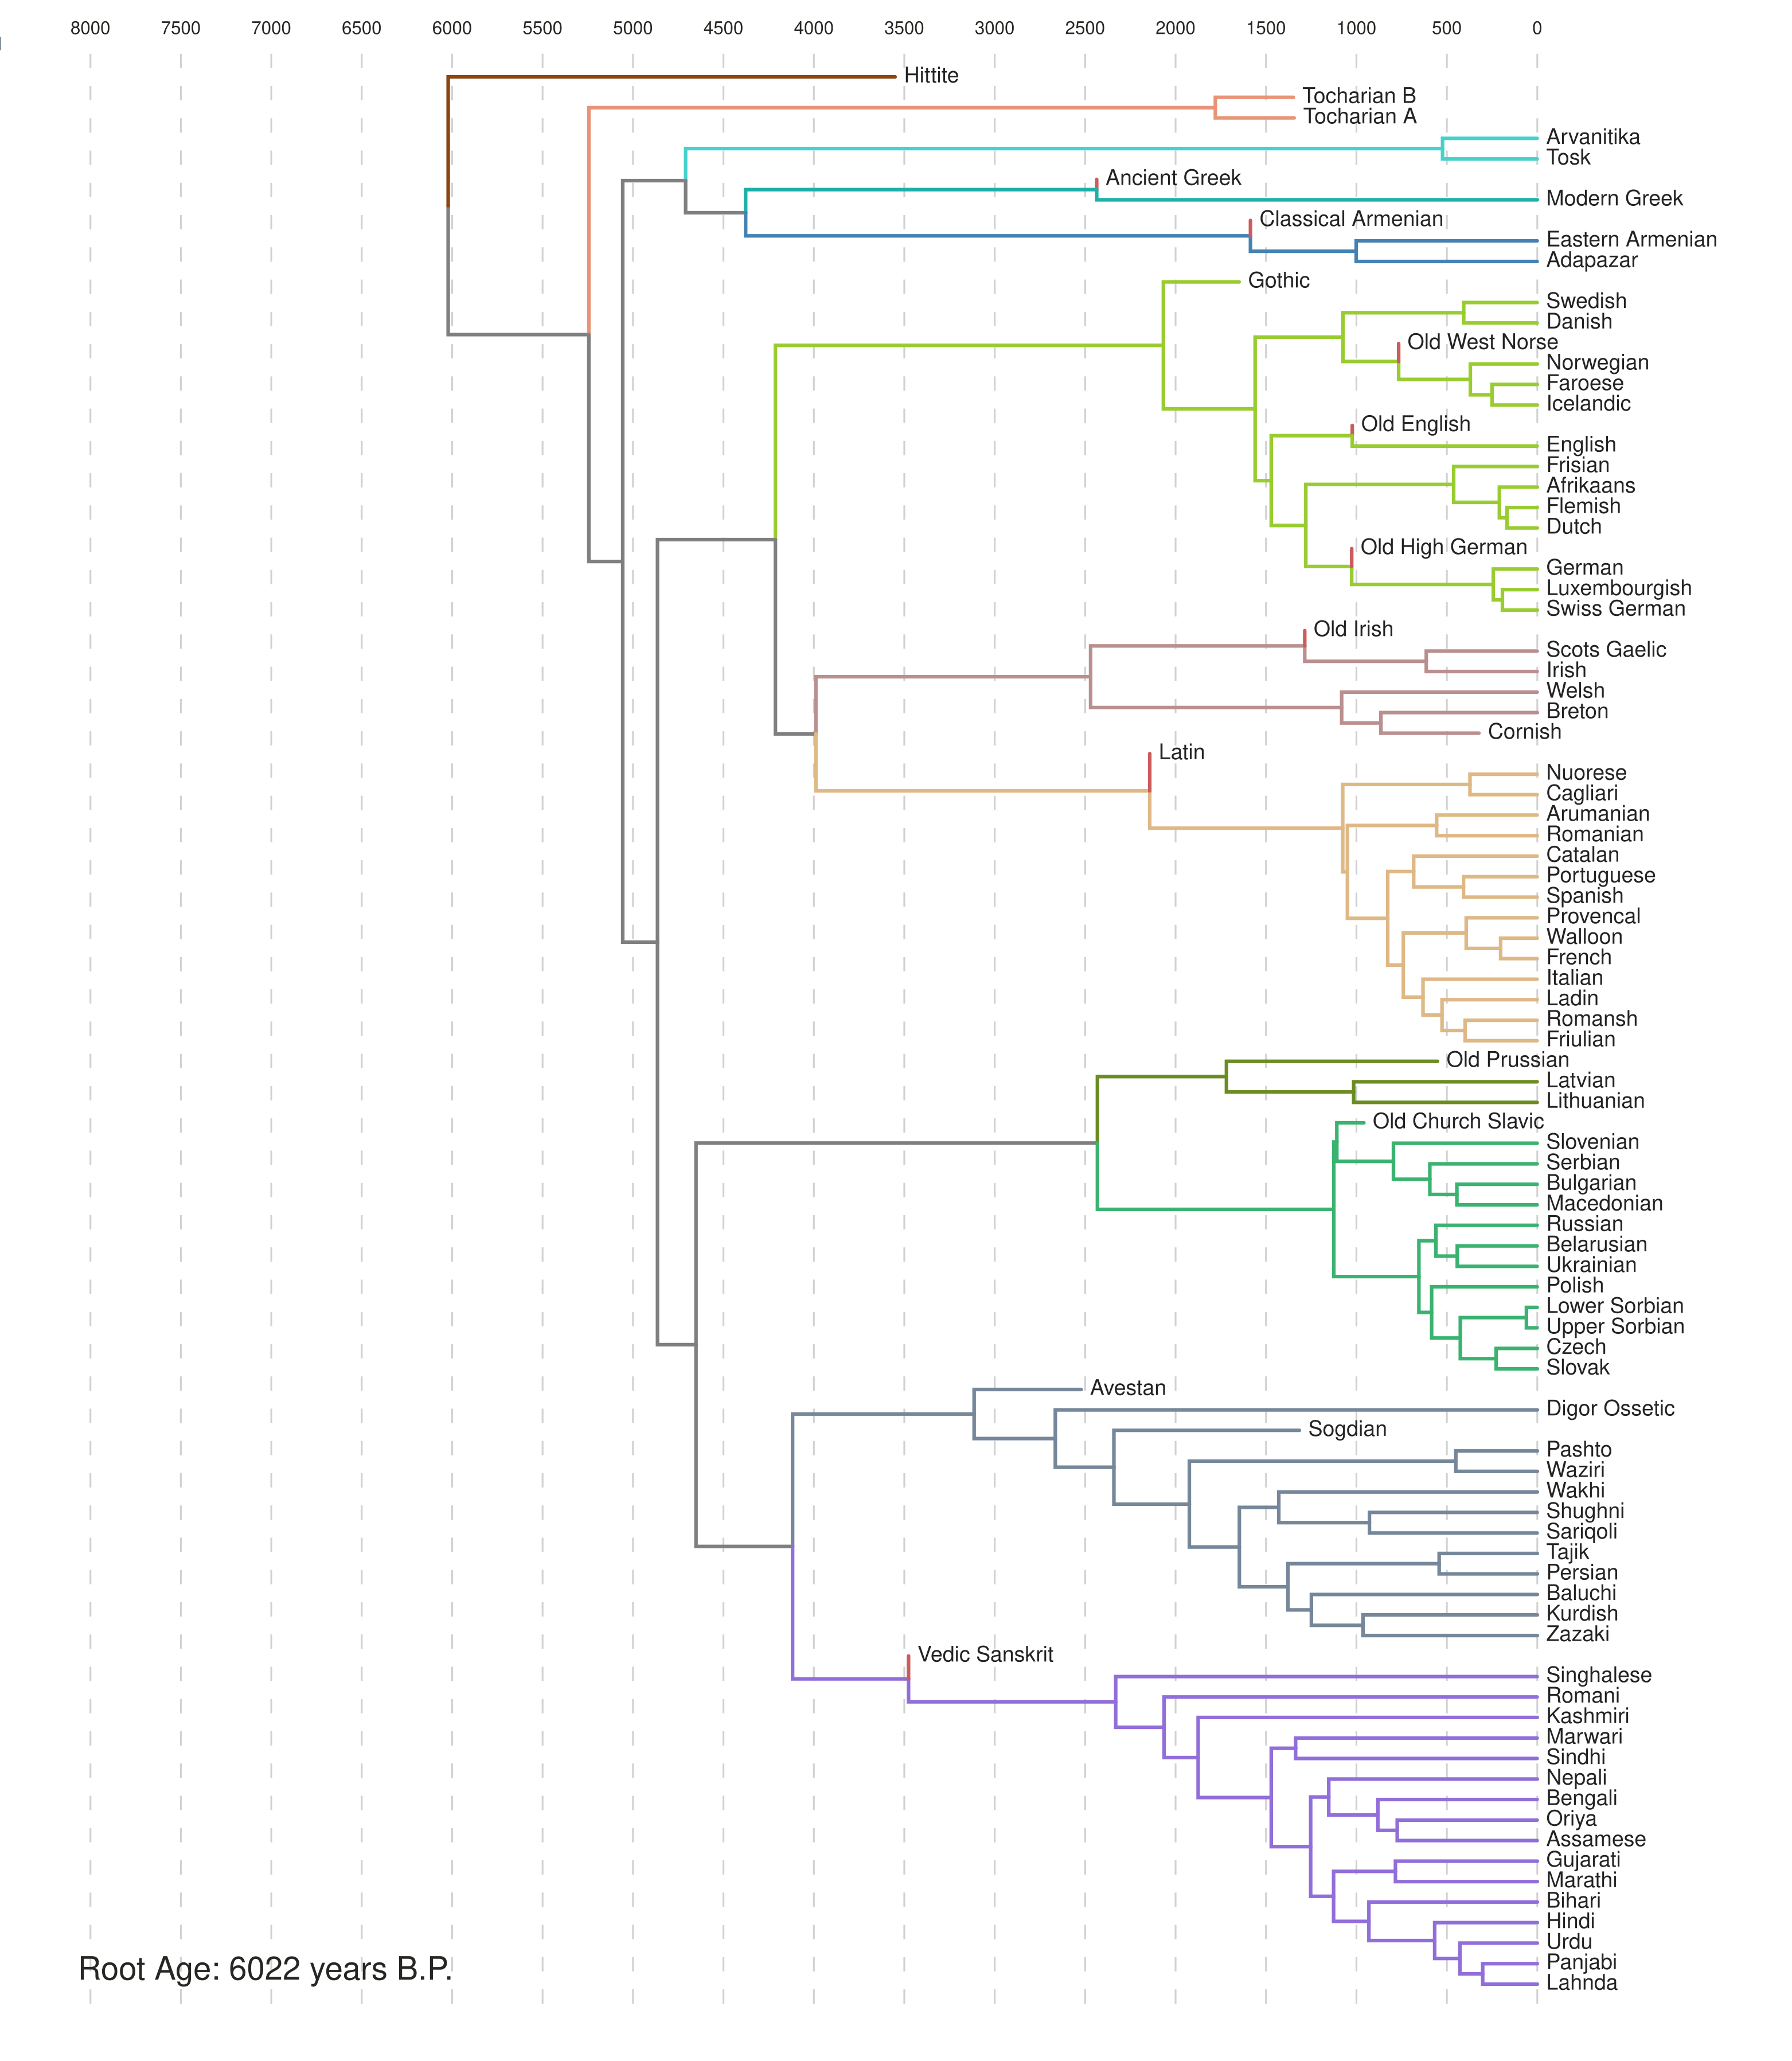 8000 7500 7000 6500 6000 5500 5000 4500 4000 3500 3000 2500 2000 1500 1000 500 0
Hittite
Tocharian B
Tocharian A
Arvanitika
Tosk
Ancient Greek
Modern Greek
Classical Armenian
Eastern Armenian
Adapazar
Gothic
Swedish
Danish
Old West Norse
Norwegian
Faroese
Icelandic
Old English
English
Frisian
Afrikaans
Flemish
Dutch
Old High German
German
Luxembourgish
Swiss German
Old Irish
Scots Gaelic
Irish
Welsh
Breton
Cornish
Latin
Nuorese
Cagliari
Arumanian
Romanian
Catalan
Portuguese
Spanish
Provencal
Walloon
French
Italian
Ladin
Romansh
Friulian
Old Prussian
Latvian
Lithuanian
Old Church Slavic
Slovenian
Serbian
Bulgarian
Macedonian
Russian
Belarusian
Ukrainian
Polish
Lower Sorbian
Upper Sorbian
Czech
Slovak
Avestan
Digor Ossetic
Sogdian
Pashto
Waziri
Wakhi
Shughni
Sariqoli
Tajik
Persian
Baluchi
Kurdish
Zazaki
Vedic Sanskrit
Singhalese
Romani
Kashmiri
Marwari
Sindhi
Nepali
Bengali
Oriya
Assamese
Gujarati
Marathi
Bihari
Hindi
Urdu
Panjabi
Root Age: 6022 years B.P.
Lahnda